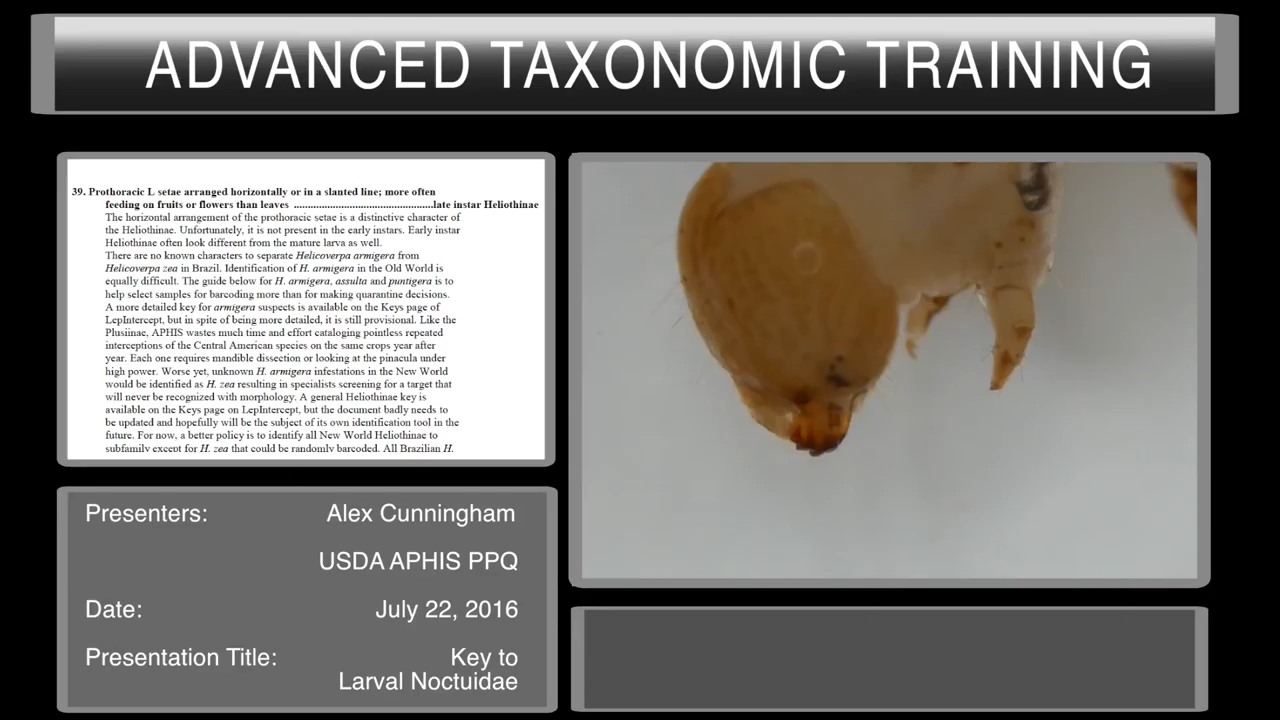 ADVANCED TAXONOMIC TRAINING
39. Prothoracic L setae arranged horizontally or in a slanted line; more often
feeding on fruits or flowers than leaves ................................................late instar Heliothinae
The horizontal arrangement of the prothoracic setae is a distinctive character of
the Heliothinae. Unfortunately, it is not present in the early instars. Early instar
Heliothinae often look different from the mature larva as well.
There are no known characters to separate Helicoverpa armigera from
Helicoverpa zea in Brazil. Identification of H. armigera in the Old World is
equally difficult. The guide below for H. armigera, assulta and puntigera is to
help select samples for barcoding more than for making quarantine decisions.
A more detailed key for armigera suspects is available on the Keys page of
LepIntercept, but in spite of being more detailed, it is still provisional. Like the
Plusiinae, APHIS wastes much time and effort cataloging pointless repeated
interceptions of the Central American species on the same crops year after
year. Each one requires mandible dissection or looking at the pinacula under
high power. Worse yet, unknown H. armigera infestations in the New World
would be identified as H. zea resulting in specialists screening for a target that
will never be recognized with morphology. A general Heliothinae key is
available on the Keys page on LepIntercept, but the document badly needs to
be updated and hopefully will be the subject of its own identification tool in the
future. For now, a better policy is to identify all New World Heliothinae to
subfamily except for H. zea that could be randomly barcoded. All Brazilian H.
Presenters: Alex Cunningham
USDA APHIS PPQ
Date: July 22, 2016
Presentation Title: Key to
Larval Noctuidae